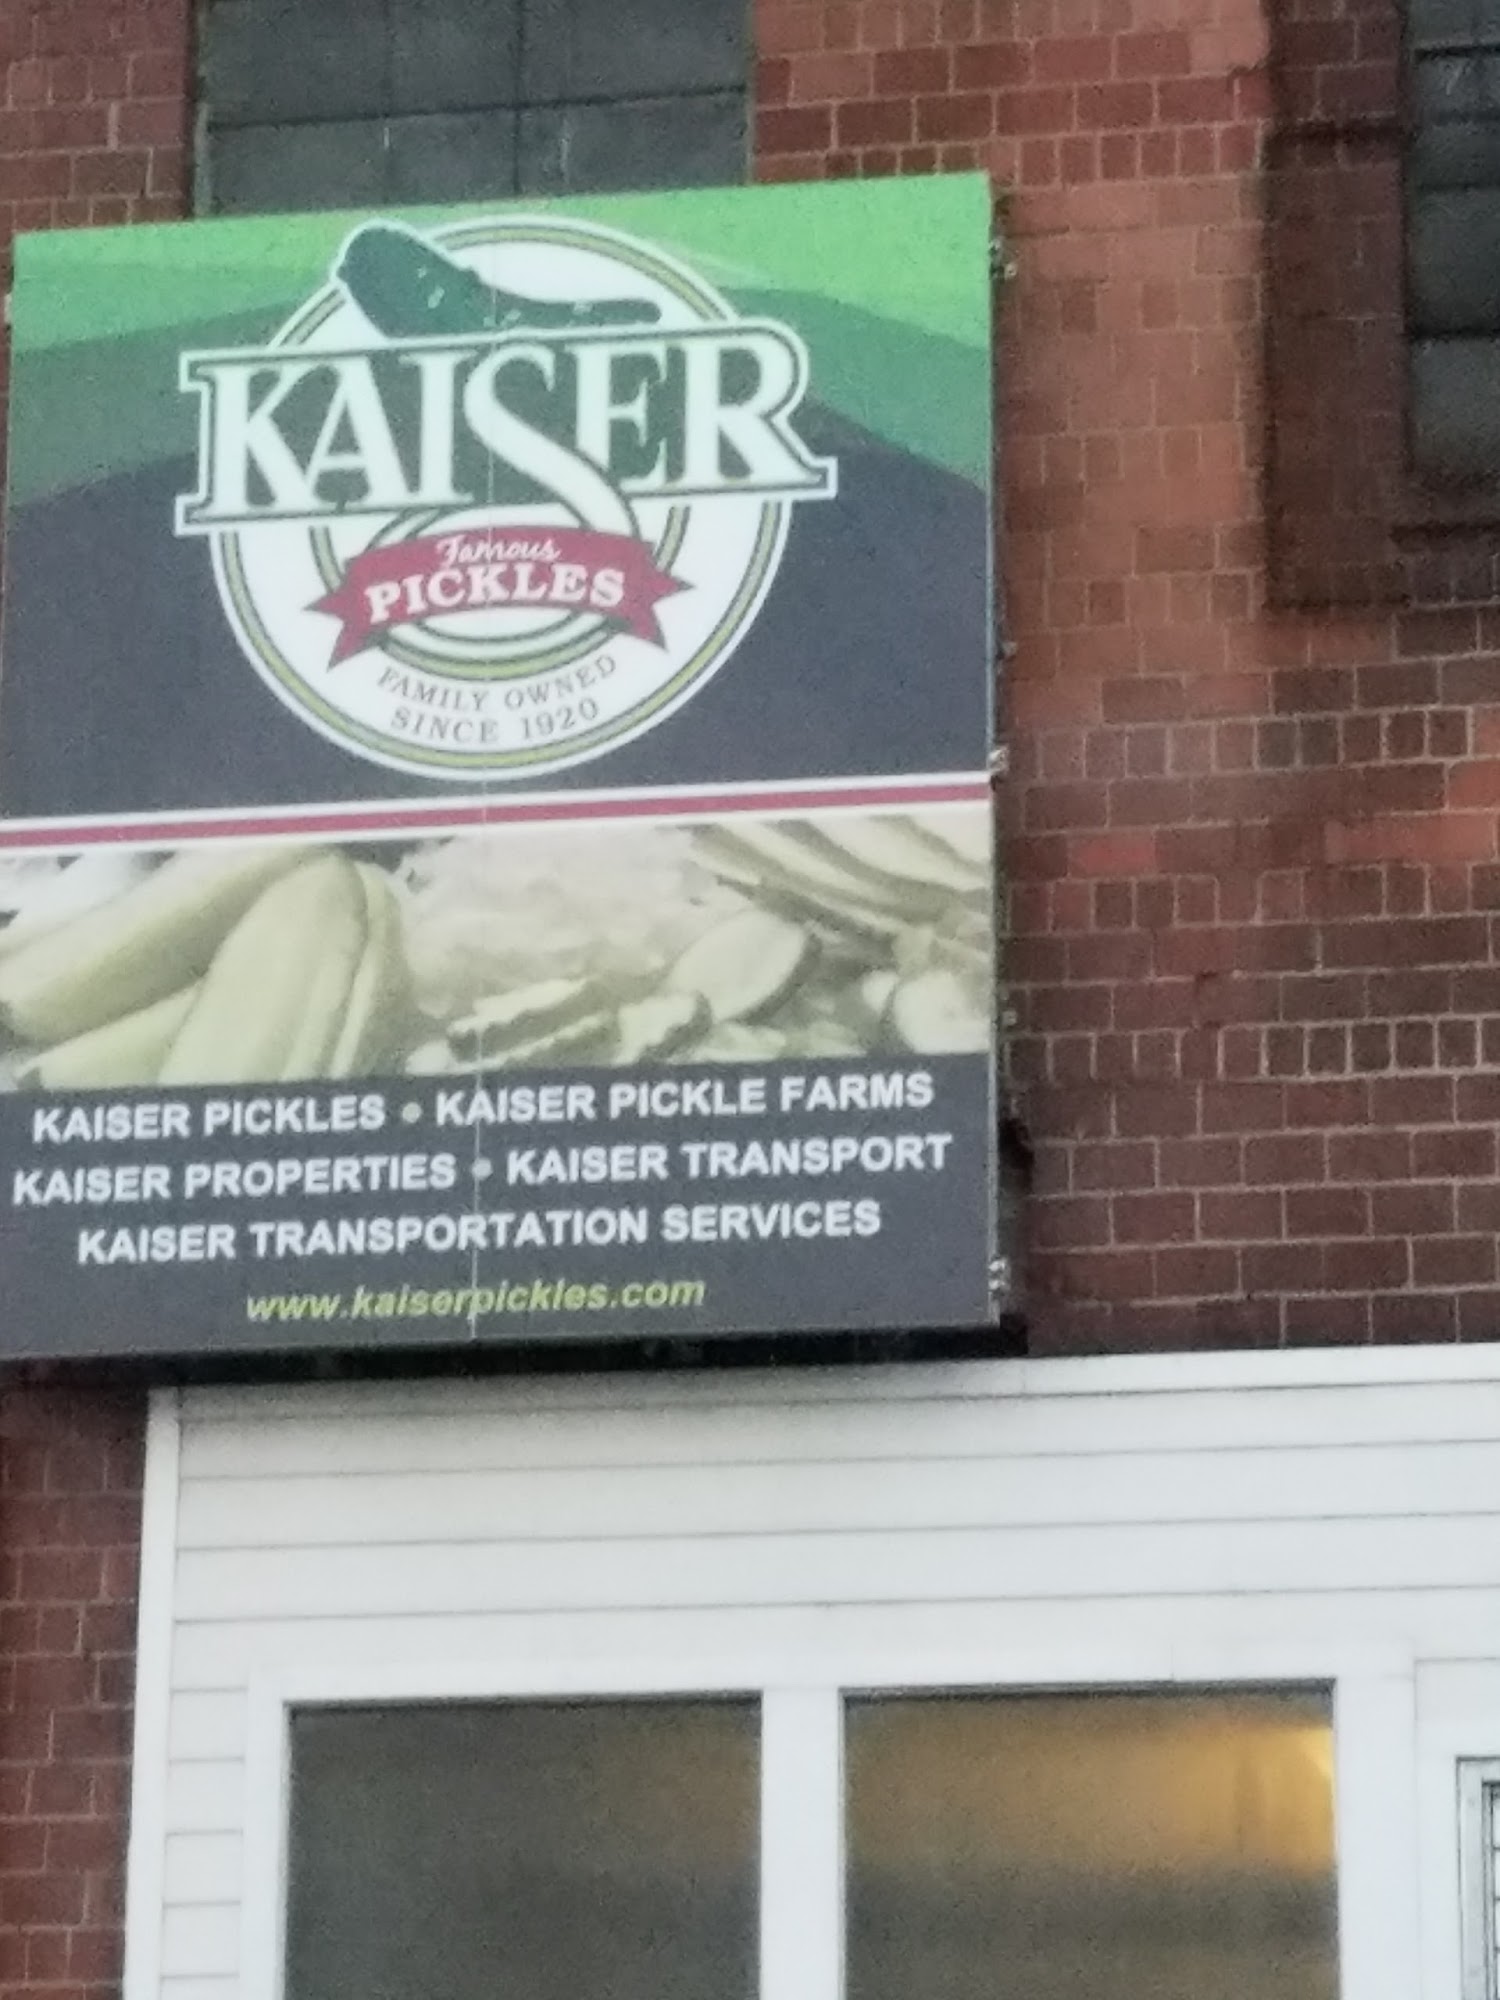 KAISER
Famous
PICKLES
FAMILY OWNED
SINCE 1920
KAISER PICKLES • KAISER PICKLE FARMS
KAISER PROPERTIES • KAISER TRANSPORT
KAISER TRANSPORTATION SERVICES
www.kaiserpickles.com